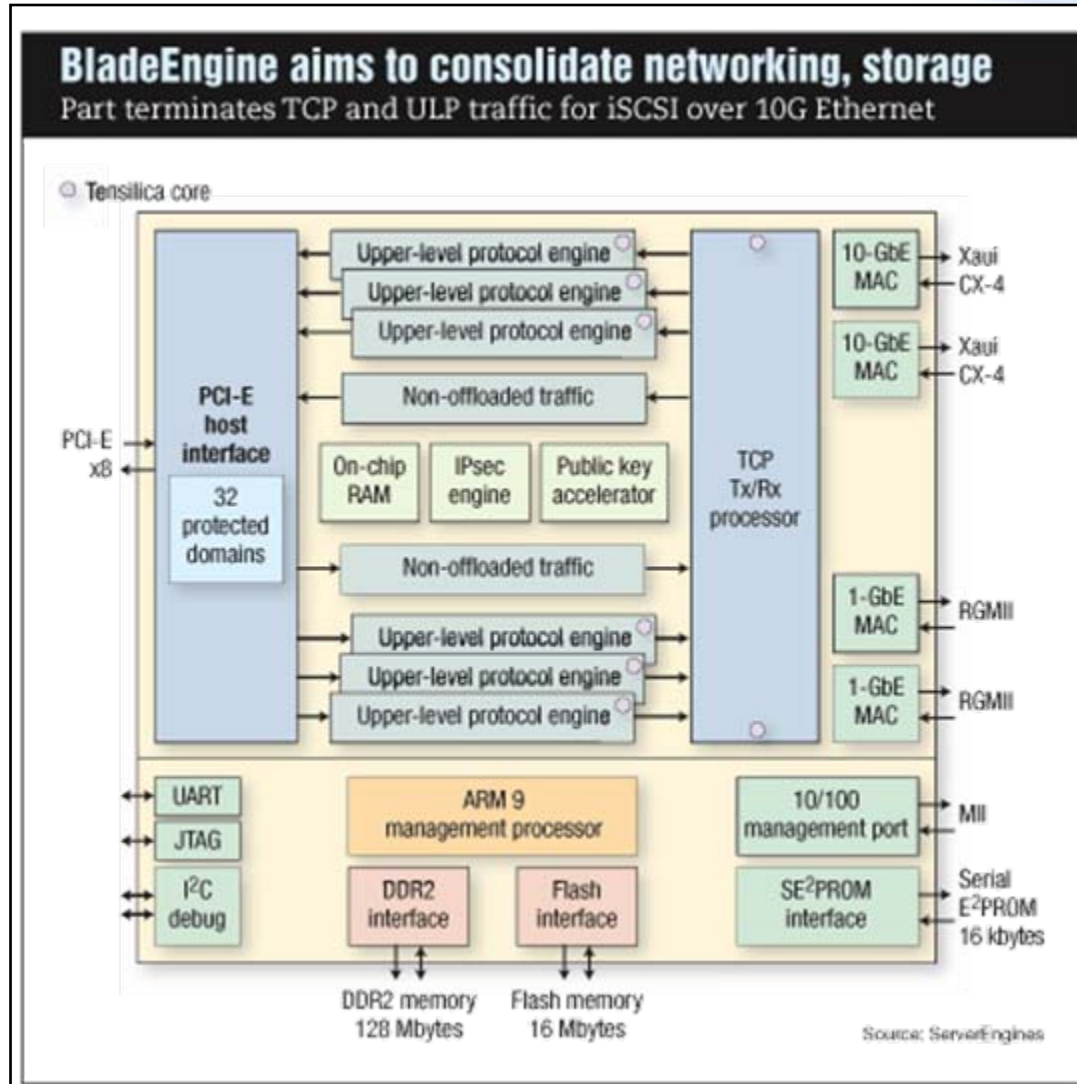 BladeEngine aims to consolidate networking, storage
Part terminates TCP and ULP traffic for iSCSI over 10G Ethernet
Tensilica core
Upper-level protocol engine
Upper-level protocol engine
Upper-level protocol engine
Non-offloaded traffic
PCI-E
host
interface
32
protected
domains
PCI-E
x8
On-chip
RAM
IPsec
engine
Public key
accelerator
TCP
Tx/Rx
processor
Non-offloaded traffic
Upper-level protocol engine
Upper-level protocol engine
Upper-level protocol engine
10-GbE
MAC
Xaui
CX-4
10-GbE
MAC
Xaui
CX-4
1-GbE
MAC
RGMII
1-GbE
MAC
RGMII
UART
JTAG
I²C
debug
ARM 9
management processor
DDR2
interface
Flash
interface
10/100
management port
MII
SE²PROM
interface
Serial
E²PROM
16 kbytes
DDR2 memory
128 Mbytes
Flash memory
16 Mbytes
Source: ServerEngines